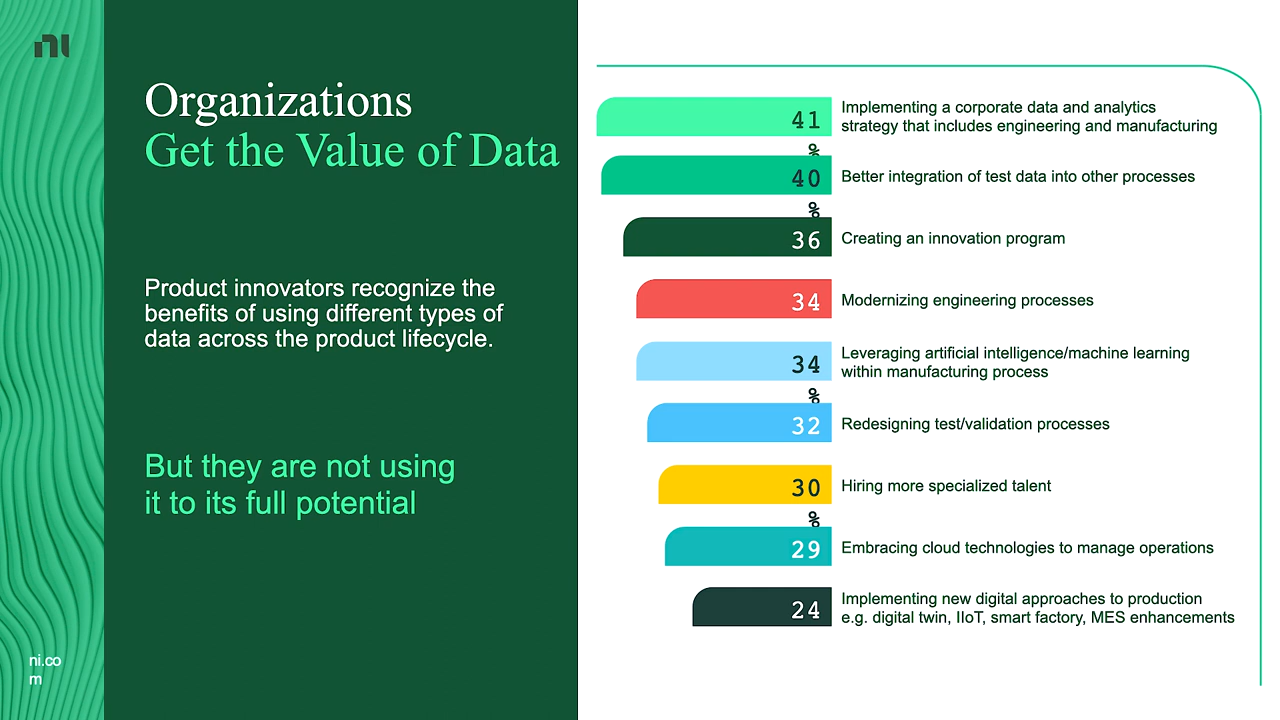 ni
Organizations
Get the Value of Data
Product innovators recognize the
benefits of using different types of
data across the product lifecycle.
But they are not using
it to its full potential
ni.co
m
41
%
Implementing a corporate data and analytics
strategy that includes engineering and manufacturing
40
%
Better integration of test data into other processes
36
Creating an innovation program
34
Modernizing engineering processes
34
%
Leveraging artificial intelligence/machine learning
within manufacturing process
32
Redesigning test/validation processes
30
%
Hiring more specialized talent
29
Embracing cloud technologies to manage operations
24
Implementing new digital approaches to production
e.g. digital twin, IIoT, smart factory, MES enhancements